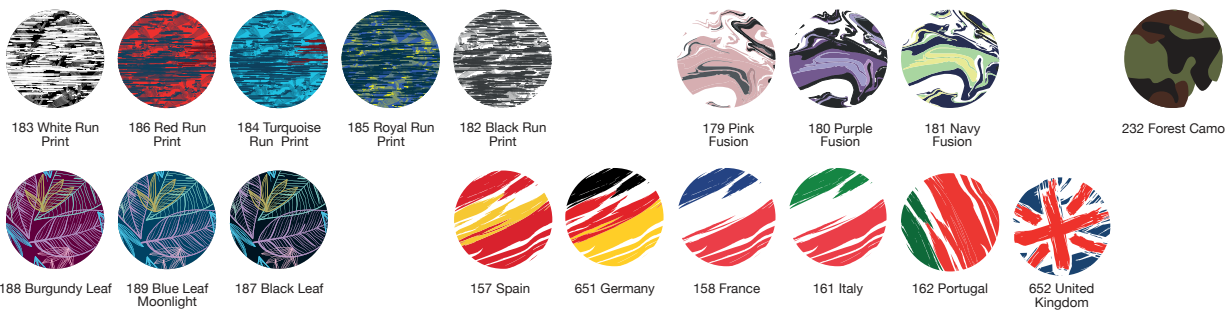 183 White Run
Print
186 Red Run
Print
184 Turquoise
Run Print
185 Royal Run
Print
182 Black Run
Print
179 Pink
Fusion
180 Purple
Fusion
181 Navy
Fusion
232 Forest Camo
188 Burgundy Leaf
189 Blue Leaf
Moonlight
187 Black Leaf
157 Spain
651 Germany
158 France
161 Italy
162 Portugal
652 United
Kingdom